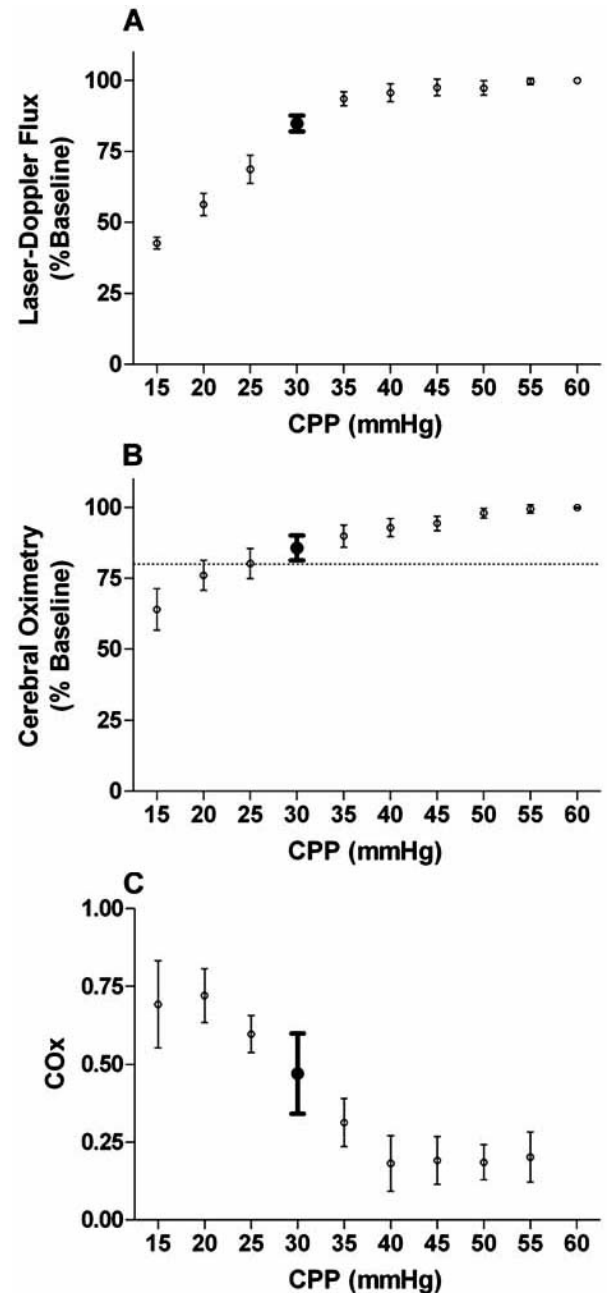 A
Laser-Doppler Flux
(%Baseline)
100
75
50
25
0
15 20 25 30 35 40 45 50 55 60
CPP (mmHg)
B
Cerebral Oximetry
(% Baseline)
100
75
50
25
0
15 20 25 30 35 40 45 50 55 60
CPP (mmHg)
C
COx
1.00
0.75
0.50
0.25
0.00
15 20 25 30 35 40 45 50 55 60
CPP (mmHg)